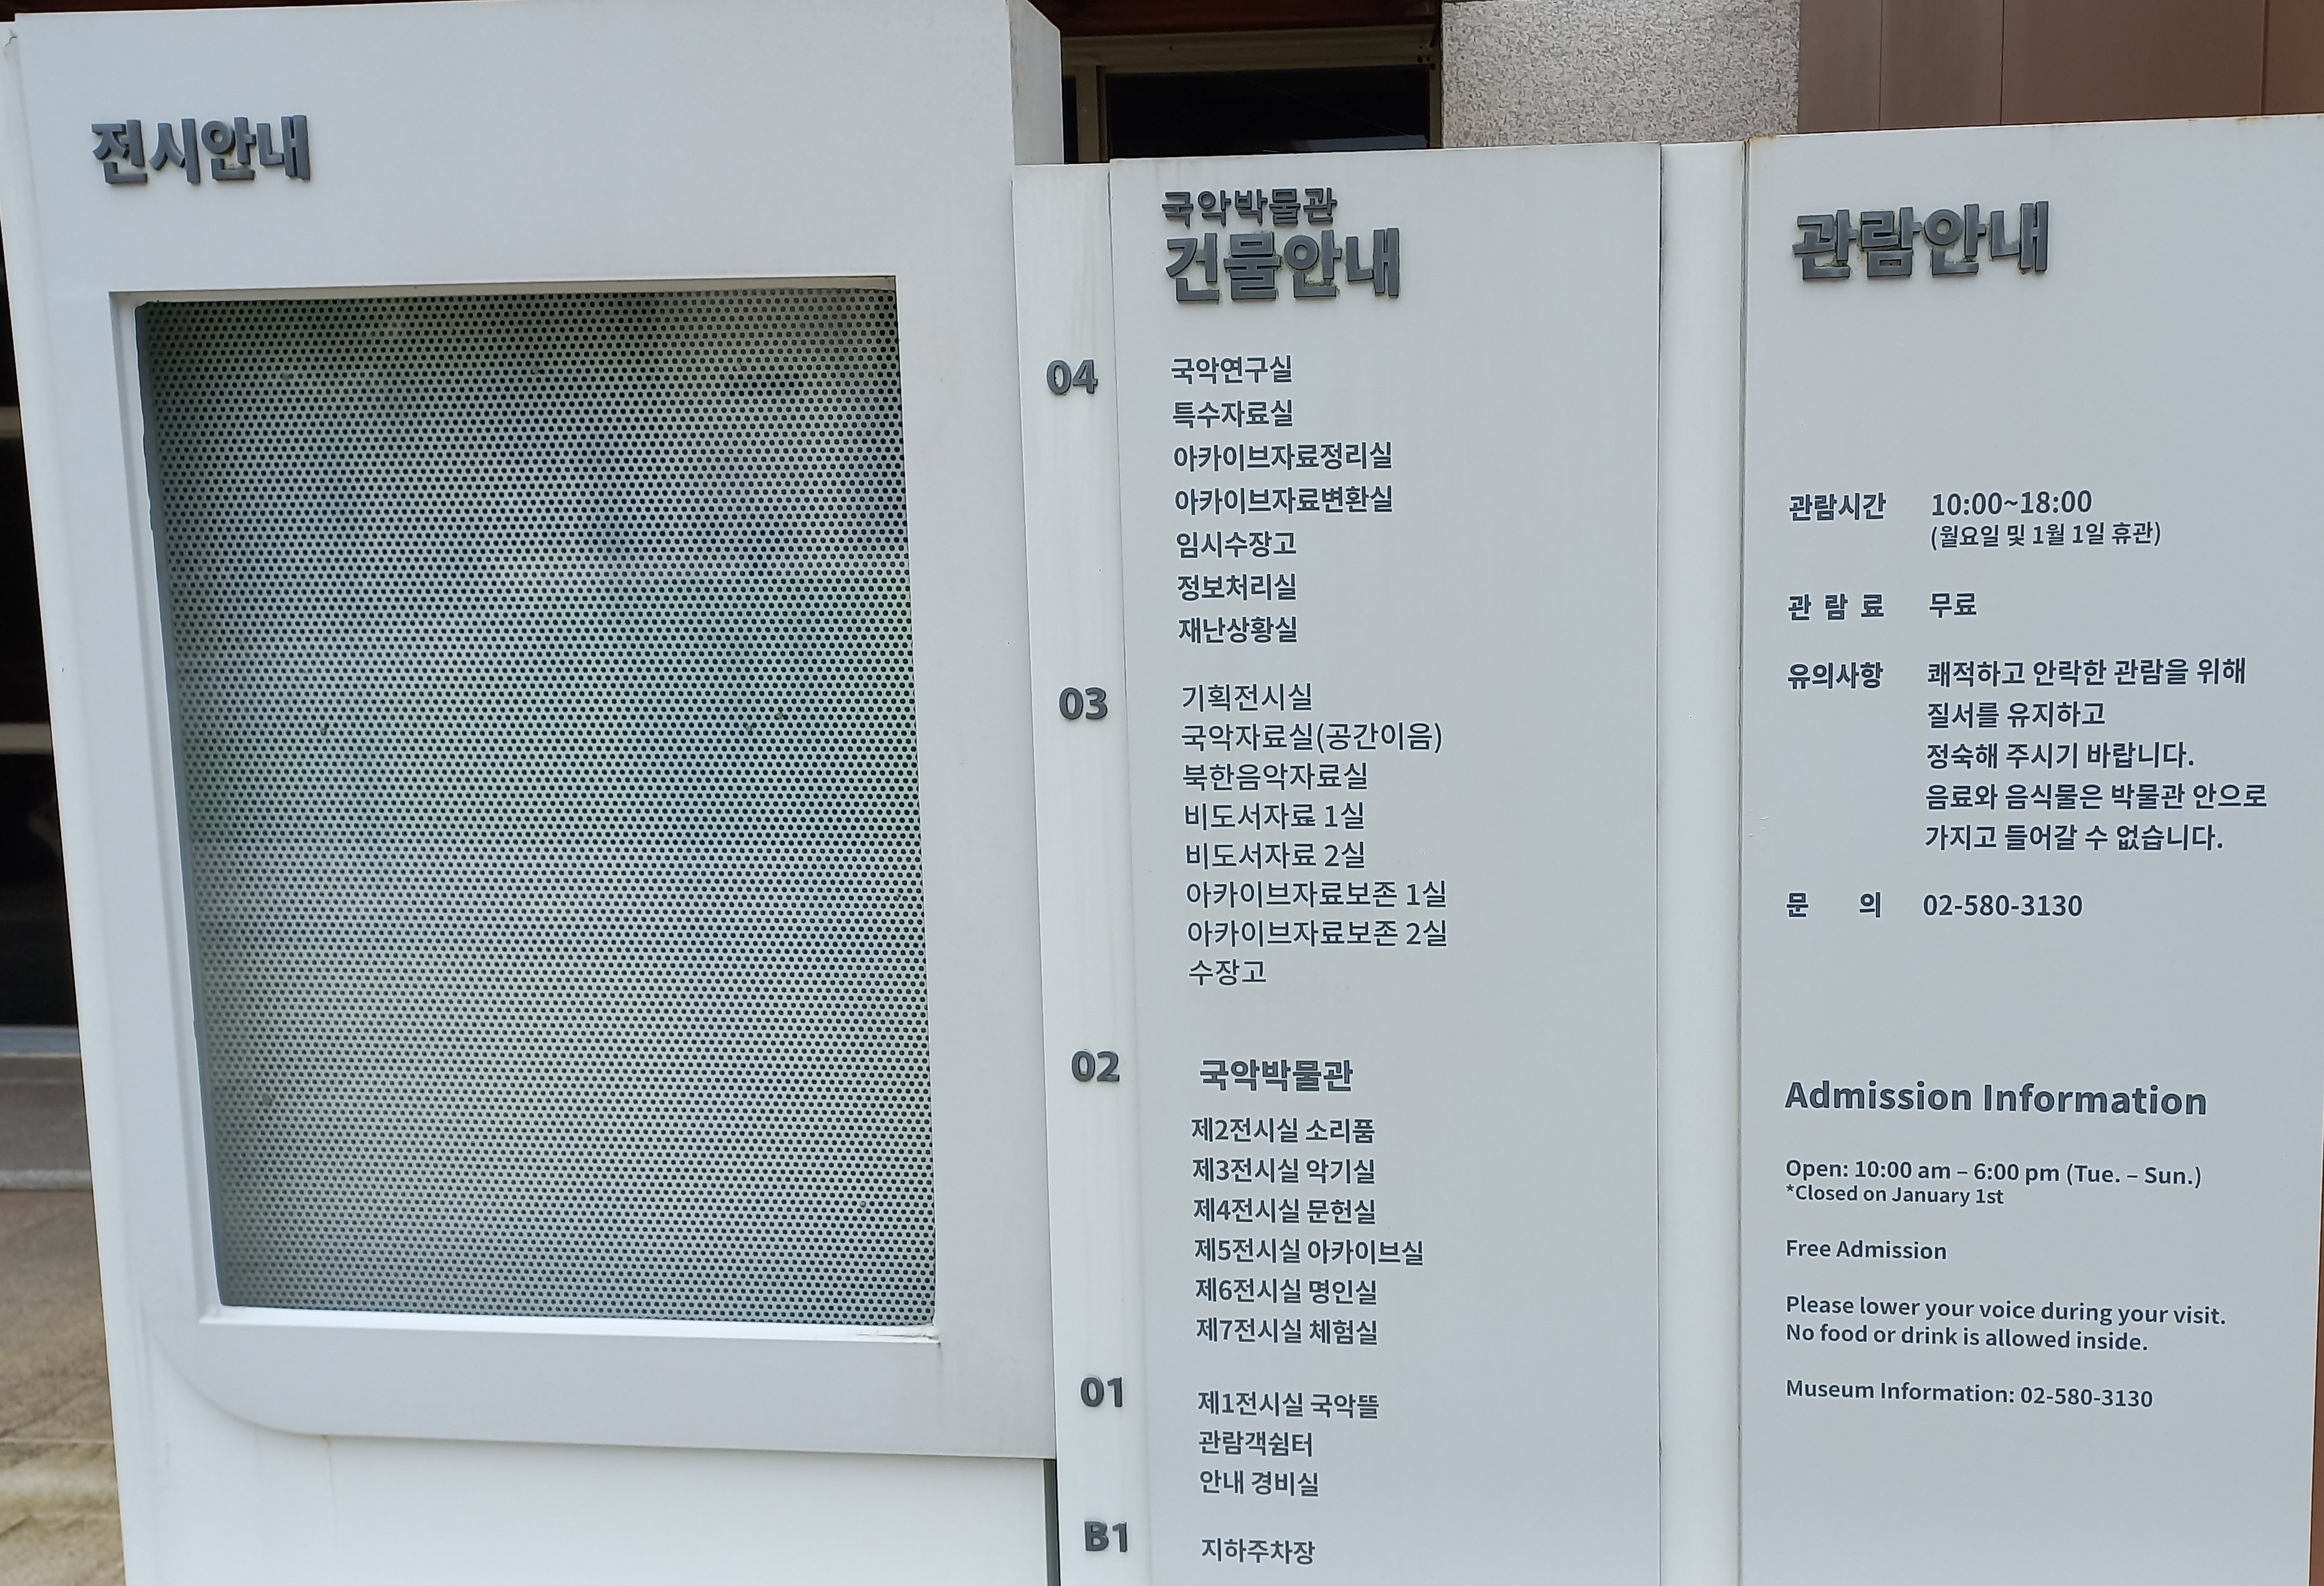 전시안내
국악박물관
건물안내
04
국악연구실
특수자료실
아카이브자료정리실
아카이브자료변환실
임시수장고
정보처리실
재난상황실
03
기획전시실
국악자료실(공간이음)
북한음악자료실
비도서자료 1실
비도서자료 2실
아카이브자료보존 1실
아카이브자료보존 2실
수장고
02
국악박물관
제2전시실 소리품
제3전시실 악기실
제4전시실 문헌실
제5전시실 아카이브실
제6전시실 명인실
제7전시실 체험실
01
제1전시실 국악뜰
관람객쉼터
안내 경비실
B1
지하주차장
관람안내
관람시간 10:00~18:00
(월요일 및 1월 1일 휴관)
관 람 료 무료
유의사항 쾌적하고 안락한 관람을 위해
질서를 유지하고
정숙해 주시기 바랍니다.
음료와 음식물은 박물관 안으로
가지고 들어갈 수 없습니다.
문 의 02-580-3130
Admission Information
Open: 10:00 am – 6:00 pm (Tue. – Sun.)
*Closed on January 1st
Free Admission
Please lower your voice during your visit.
No food or drink is allowed inside.
Museum Information: 02-580-3130